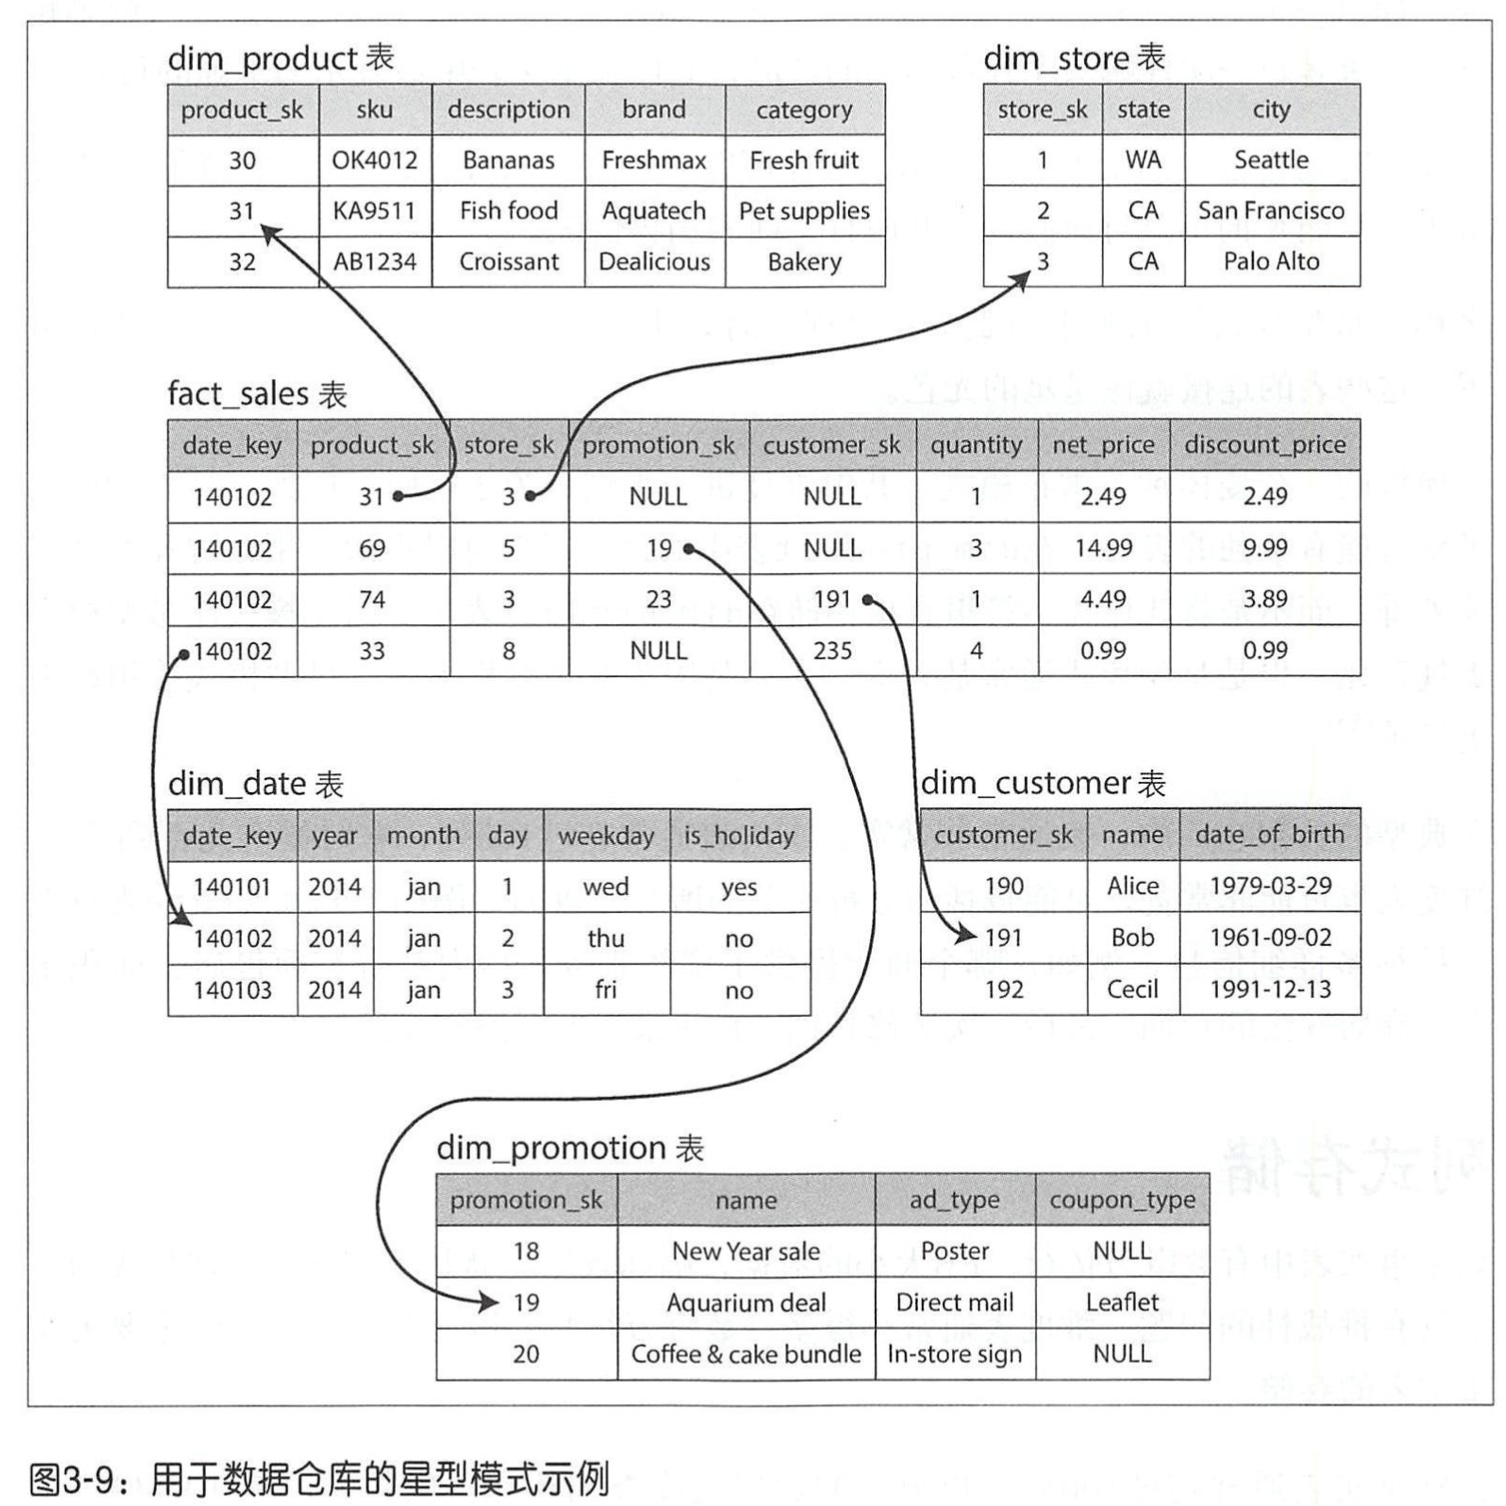 dim_product 表
product_sk sku description brand category
30 OK4012 Bananas Freshmax Fresh fruit
31 KA9511 Fish food Aquatech Pet supplies
32 AB1234 Croissant Dealicious Bakery
dim_store 表
store_sk state city
1 WA Seattle
2 CA San Francisco
3 CA Palo Alto
fact_sales 表
date_key product_sk store_sk promotion_sk customer_sk quantity net_price discount_price
140102 31 3 NULL NULL 1 2.49 2.49
140102 69 5 19 NULL 3 14.99 9.99
140102 74 3 23 191 1 4.49 3.89
140102 33 8 NULL 235 4 0.99 0.99
dim_date 表
date_key year month day weekday is_holiday
140101 2014 jan 1 wed yes
140102 2014 jan 2 thu no
140103 2014 jan 3 fri no
dim_customer 表
customer_sk name date_of_birth
190 Alice 1979-03-29
191 Bob 1961-09-02
192 Cecil 1991-12-13
dim_promotion 表
promotion_sk name ad_type coupon_type
18 New Year sale Poster NULL
19 Aquarium deal Direct mail Leaflet
20 Coffee & cake bundle In-store sign NULL
图3-9：用于数据仓库的星型模式示例